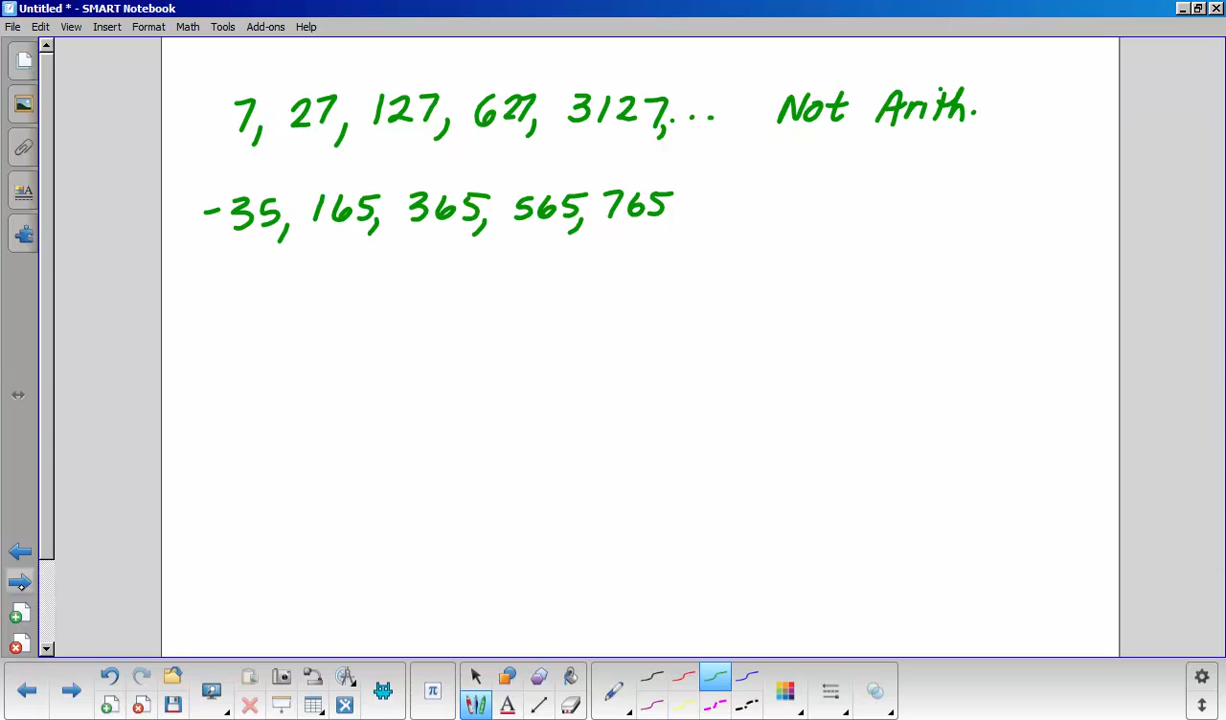 Untitled * - SMART Notebook
File Edit View Insert Format Math Tools Add-ons Help
7, 27, 127, 627, 3127, ... Not Arith.
-35, 165, 365, 565, 765